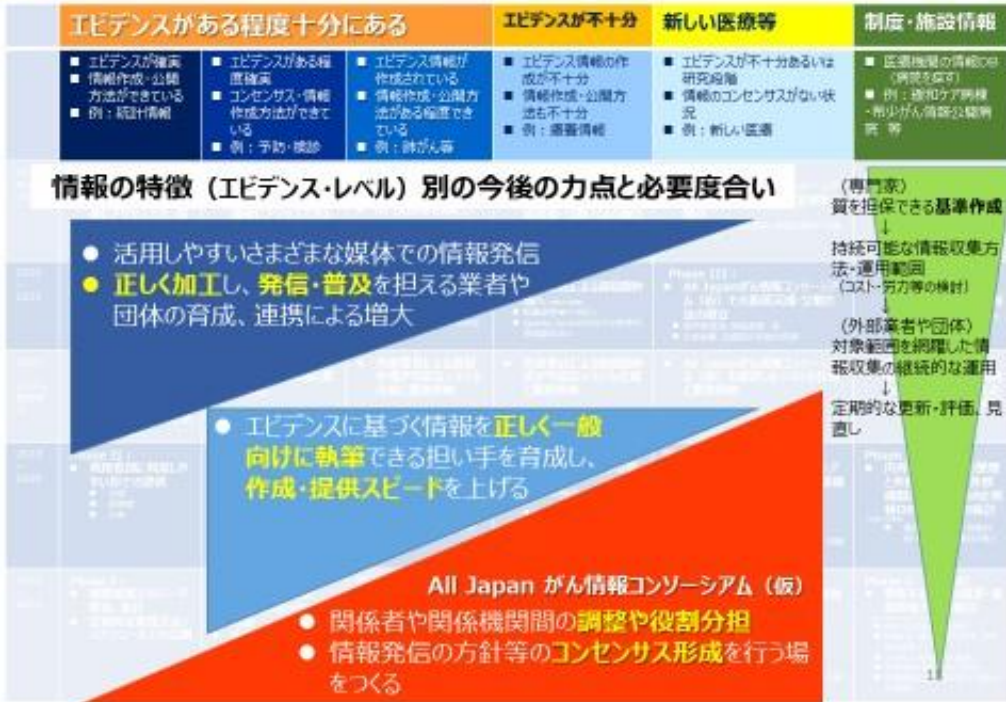 エビデンスがある程度十分にある
エビデンスが不十分
新しい医療等
制度・施設情報
■ エビデンスが確実
■ 情報作成・公開
方法ができている
■ 例：統計情報
■ エビデンスがある程
度確実
■ コンセンサス・情報
作成方法ができて
いる
■ 例：予防・検診
■ エビデンス情報が
作成されている
■ 情報作成・公開方
法がある程度でき
ている
■ 例：肺がん等
■ エビデンス情報の作
成が不十分
■ 情報作成・公開方
法も不十分
■ 例：療養情報
■ エビデンスが不十分あるいは
研究段階
■ 情報のコンセンサスがない状
況
■ 例：新しい医療
■ 医療機関の情報DB
（病院を探す）
■ 例：緩和ケア病棟
・希少がん情報公開病
院 等
情報の特徴（エビデンス・レベル）別の今後の力点と必要度合い
● 活用しやすいさまざまな媒体での情報発信
● 正しく加工し、発信・普及を担える業者や
団体の育成、連携による増大
● エビデンスに基づく情報を正しく一般
向けに執筆できる担い手を育成し、
作成・提供スピードを上げる
All Japan がん情報コンソーシアム（仮）
● 関係者や関係機関間の調整や役割分担
● 情報発信の方針等のコンセンサス形成を行う場
をつくる
（専門家）
質を担保できる基準作成
↓
持続可能な情報収集方
法・運用範囲
（コスト・労力等の検討）
↓
（外部業者や団体）
対象範囲を網羅した情
報収集の継続的な運用
↓
定期的な更新・評価、見
直し